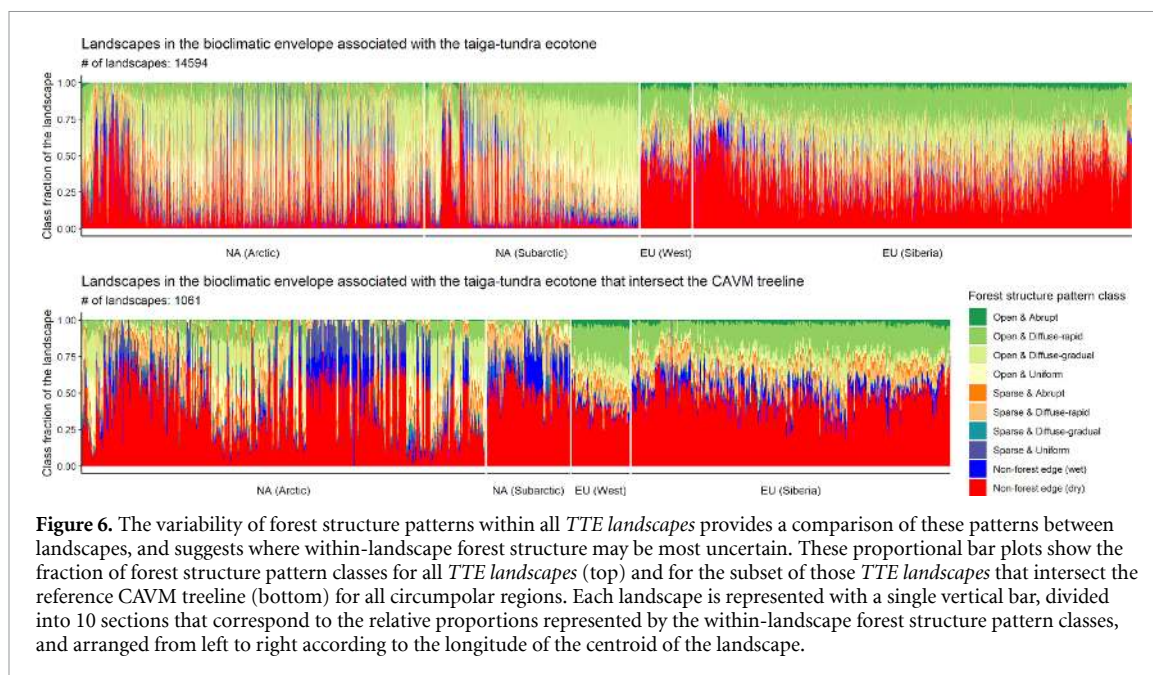 Landscapes in the bioclimatic envelope associated with the taiga-tundra ecotone
# of landscapes: 14594
Class fraction of the landscape
1.00
0.75
0.50
0.25
0.00
NA (Arctic) NA (Subarctic) EU (West) EU (Siberia)
Landscapes in the bioclimatic envelope associated with the taiga-tundra ecotone that intersect the CAVM treeline
# of landscapes: 1061
Class fraction of the landscape
1.00
0.75
0.50
0.25
0.00
NA (Arctic) NA (Subarctic) EU (West) EU (Siberia)
Forest structure pattern class
Open & Abrupt
Open & Diffuse-rapid
Open & Diffuse-gradual
Open & Uniform
Sparse & Abrupt
Sparse & Diffuse-rapid
Sparse & Diffuse-gradual
Sparse & Uniform
Non-forest edge (wet)
Non-forest edge (dry)
Figure 6. The variability of forest structure patterns within all TTE landscapes provides a comparison of these patterns between
landscapes, and suggests where within-landscape forest structure may be most uncertain. These proportional bar plots show the
fraction of forest structure pattern classes for all TTE landscapes (top) and for the subset of those TTE landscapes that intersect the
reference CAVM treeline (bottom) for all circumpolar regions. Each landscape is represented with a single vertical bar, divided
into 10 sections that correspond to the relative proportions represented by the within-landscape forest structure pattern classes,
and arranged from left to right according to the longitude of the centroid of the landscape.